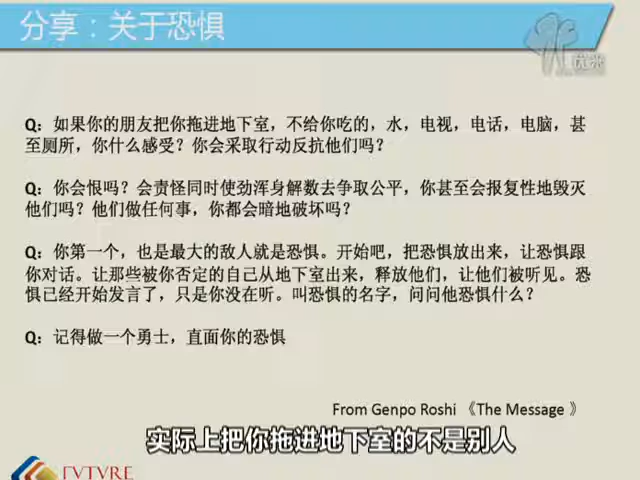 分享：关于恐惧
Q：如果你的朋友把你拖进地下室，不给你吃的，水，电视，电话，电脑，甚
至厕所，你什么感受？你会采取行动反抗他们吗？
Q：你会恨吗？会责怪同时使劲浑身解数去争取公平，你甚至会报复性地毁灭
他们吗？他们做任何事，你都会暗地破坏吗？
Q：你第一个，也是最大的敌人就是恐惧。开始吧，把恐惧放出来，让恐惧跟
你对话。让那些被你否定的自己从地下室出来，释放他们，让他们被听见。恐
惧已经开始发言了，只是你没在听。叫恐惧的名字，问问他恐惧什么？
Q：记得做一个勇士，直面你的恐惧
From Genpo Roshi 《The Message 》
实际上把你拖进地下室的不是别人
FVTVRE